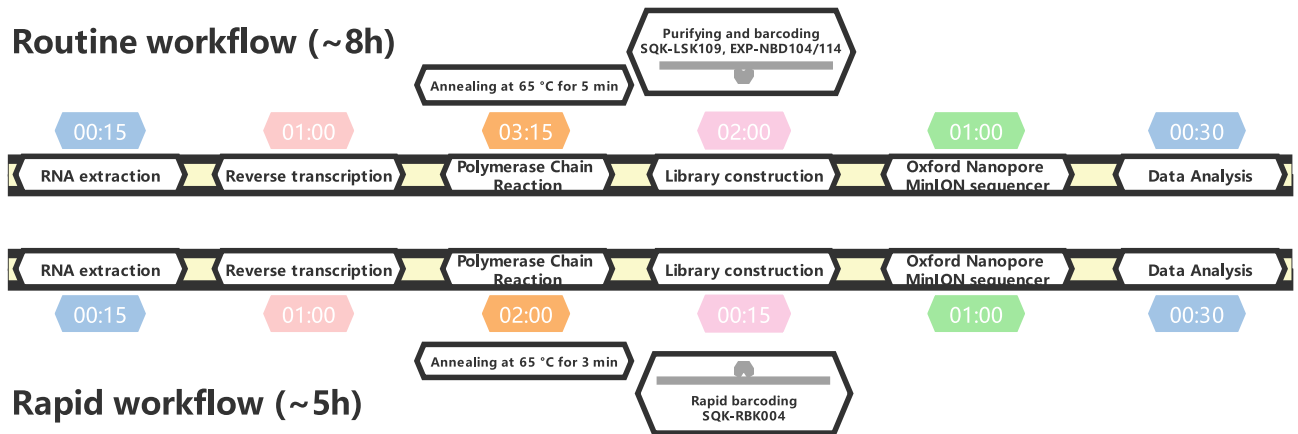 Routine workflow (~8h)
Purifying and barcoding
SQK-LSK109, EXP-NBD104/114
Annealing at 65 °C for 5 min
00:15
01:00
03:15
02:00
01:00
00:30
RNA extraction
Reverse transcription
Polymerase Chain
Reaction
Library construction
Oxford Nanopore
MinION sequencer
Data Analysis
RNA extraction
Reverse transcription
Polymerase Chain
Reaction
Library construction
Oxford Nanopore
MinION sequencer
Data Analysis
00:15
01:00
02:00
00:15
01:00
00:30
Annealing at 65 °C for 3 min
Rapid barcoding
SQK-RBK004
Rapid workflow (~5h)